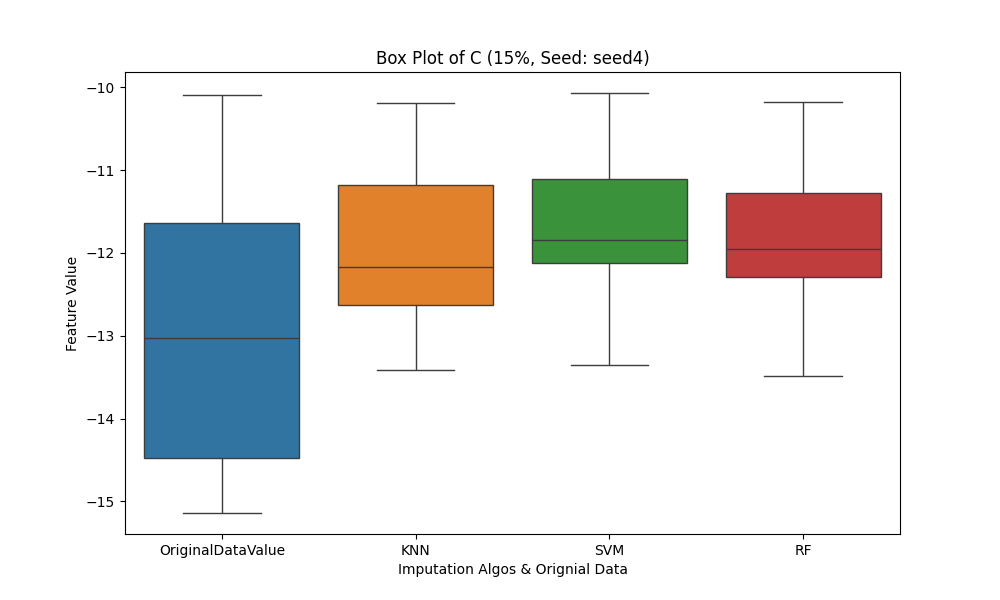 Box Plot of C (15%, Seed: seed4)
Feature Value
−10
−11
−12
−13
−14
−15
OriginalDataValue
KNN
SVM
RF
Imputation Algos & Orignial Data